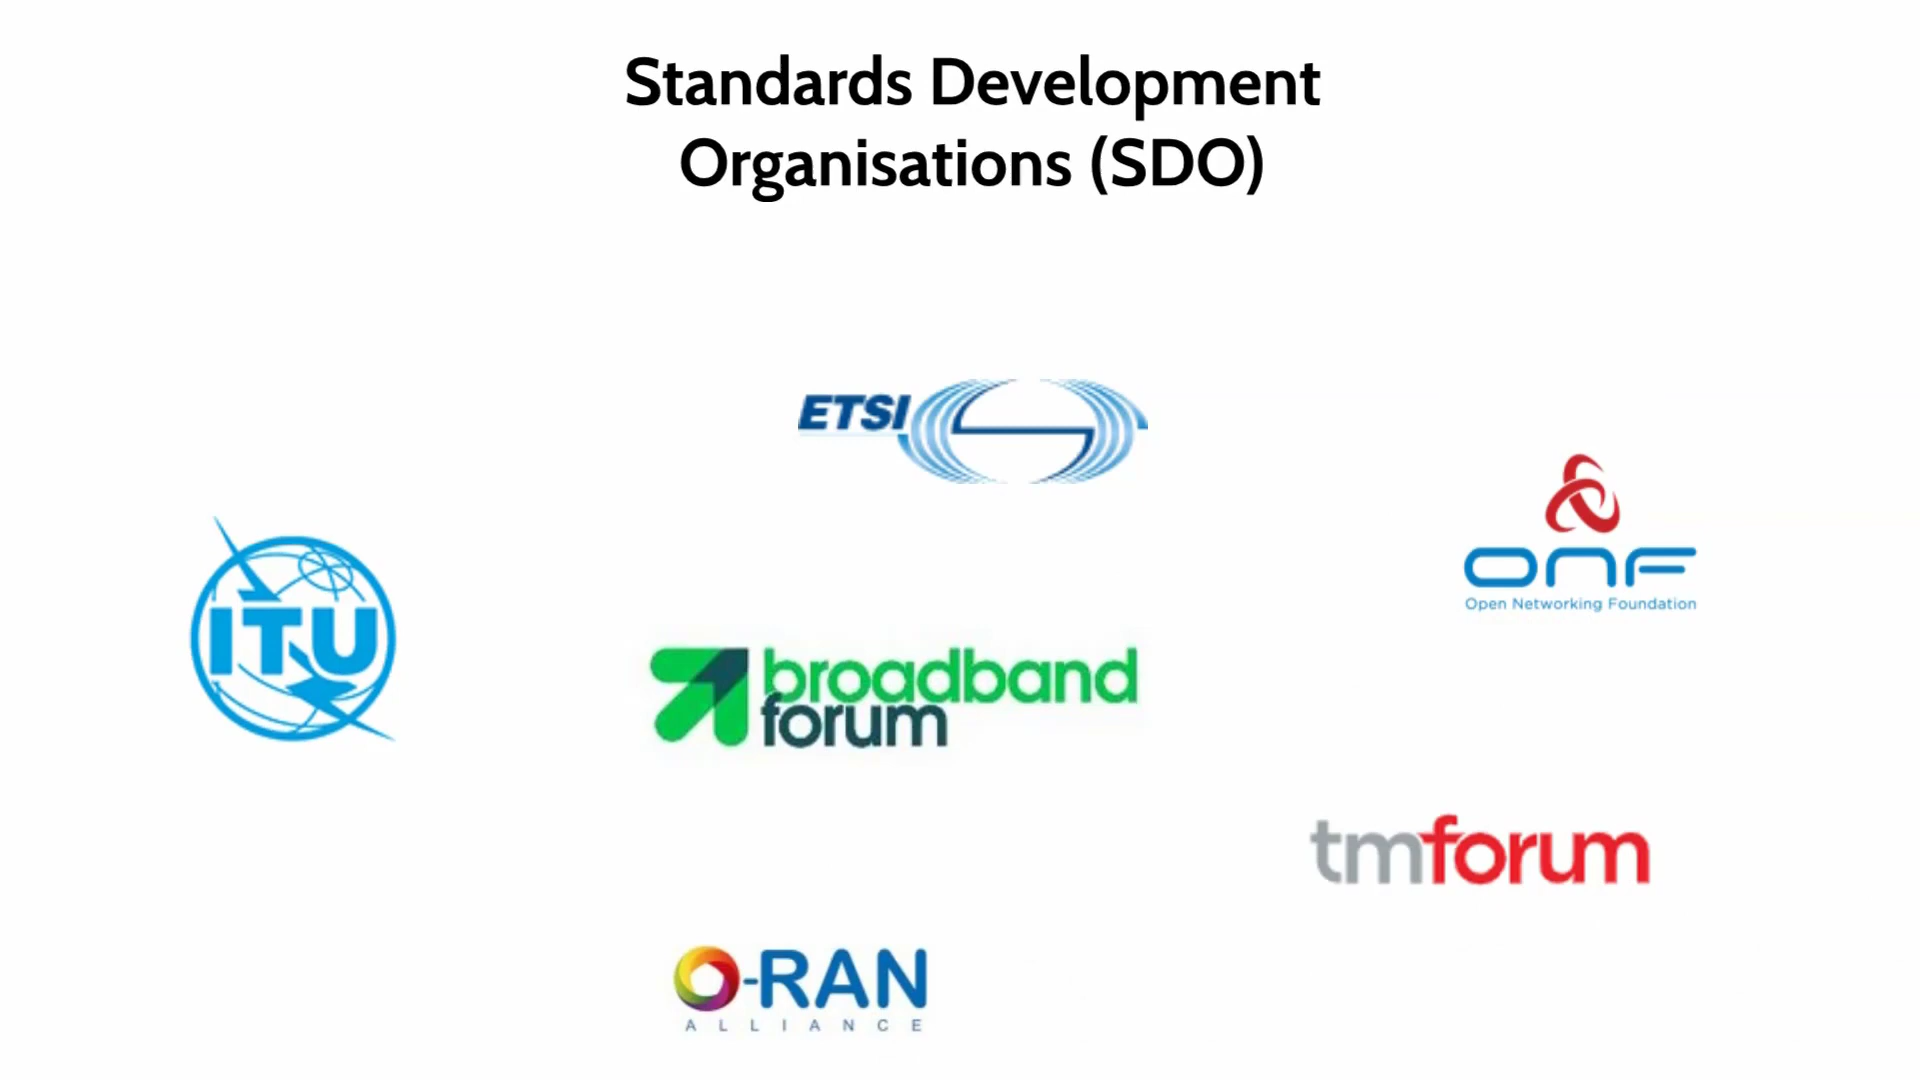 Standards Development
Organisations (SDO)
ETSI
ONF
Open Networking Foundation
ITU
broadband
forum
tmforum
O-RAN
ALLIANCE